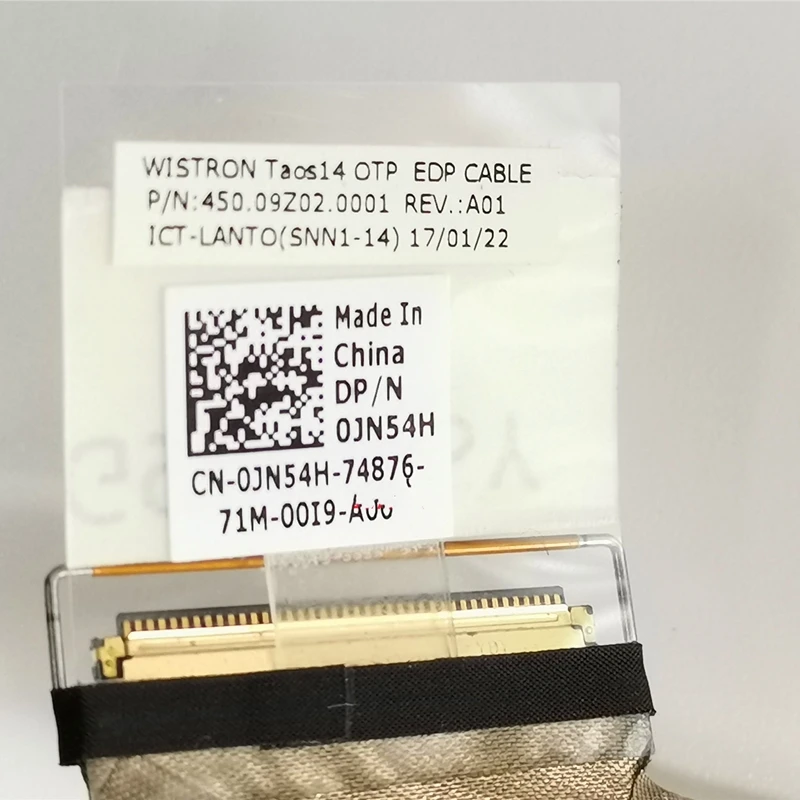 WISTRON Taos14 OTP EDP CABLE
P/N:450.09Z02.0001 REV.:A01
ICT-LANTO(SNN1-14) 17/01/22
Made In
China
DP/N
0JN54H
CN-0JN54H-74876-
71M-00I9-